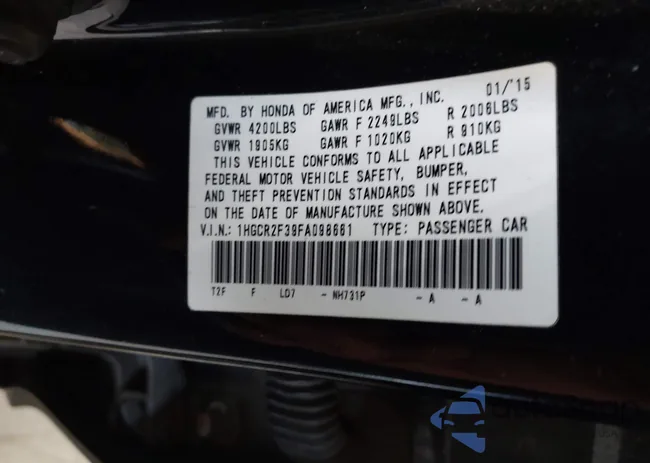 MFD. BY HONDA OF AMERICA MFG., INC. 01/'15
GVWR 4200LBS GAWR F 2249LBS R 2006LBS
GVWR 1905KG GAWR F 1020KG R 910KG
THIS VEHICLE CONFORMS TO ALL APPLICABLE
FEDERAL MOTOR VEHICLE SAFETY, BUMPER,
AND THEFT PREVENTION STANDARDS IN EFFECT
ON THE DATE OF MANUFACTURE SHOWN ABOVE.
V.I.N.: 1HGCR2F39FA098661 TYPE: PASSENGER CAR
T2F F LD7 - NH731P - A - A